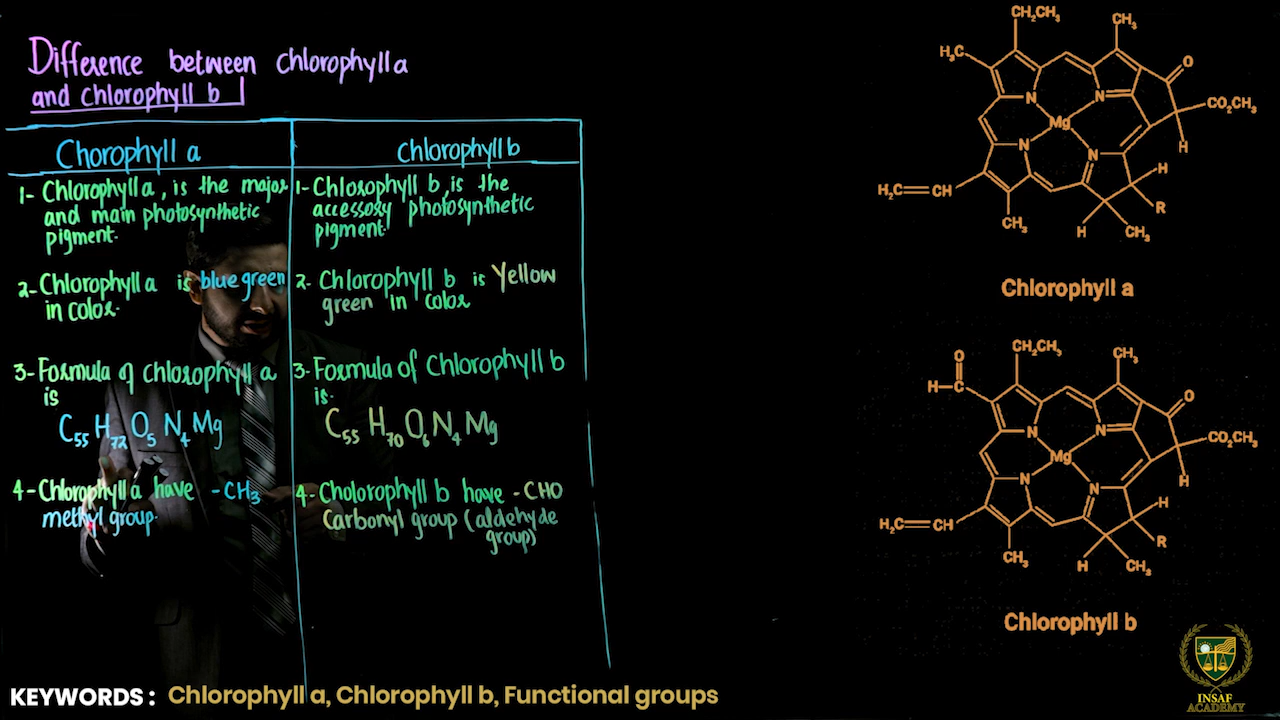 Difference between chlorophyll a
and Chlorophyll b
Chorophyll a
1- Chlorophyll a, is the major
and main photosynthetic
pigment.
2- Chlorophyll a is blue green
in color.
3- Formula of chlorophyll a
is
C55 H72 O5 N4 Mg
4- Chlorophyll a have -CH3
methyl group.
Chlorophyll b
1- Chlorophyll b, is the
accessory photosynthetic
pigment.
2. Chlorophyll b is Yellow
green in color
3. Formula of Chlorophyll b
is.
C55 H70 O6 N4 Mg
4- Cholorophyll b have -CHO
Carbonyl group (aldehyde
group)
CH2CH3
CH3
H3C
O
N
N
Mg
CO2CH3
N
N
H
H
H2C=CH
R
CH3
H
CH3
Chlorophyll a
O
CH2CH3
CH3
H-C
O
N
N
CO2CH3
Mg
N
N
H
H
H2C=CH
R
CH3
H
CH3
Chlorophyll b
KEYWORDS : Chlorophyll a, Chlorophyll b, Functional groups
INSAF
ACADEMY